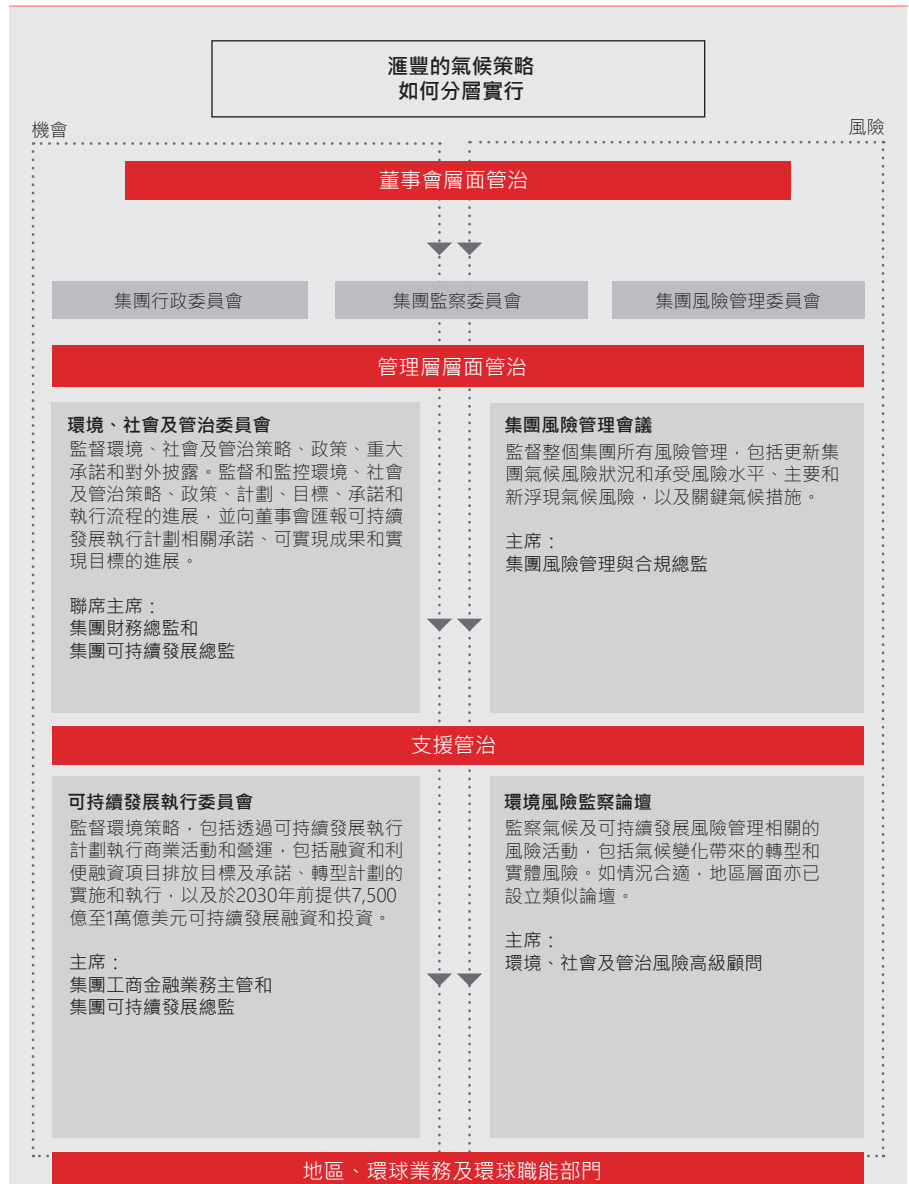 滙豐的氣候策略
如何分層實行
機會
風險
董事會層面管治
集團行政委員會
集團監察委員會
集團風險管理委員會
管理層層面管治
環境、社會及管治委員會
監督環境、社會及管治策略、政策、重大
承諾和對外披露。監督和監控環境、社會
及管治策略、政策、計劃、目標、承諾和
執行流程的進展，並向董事會匯報可持續
發展執行計劃相關承諾、可實現成果和實
現目標的進展。
聯席主席：
集團財務總監和
集團可持續發展總監
集團風險管理會議
監督整個集團所有風險管理，包括更新集
團氣候風險狀況和承受風險水平、主要和
新浮現氣候風險，以及關鍵氣候措施。
主席：
集團風險管理與合規總監
支援管治
可持續發展執行委員會
監督環境策略，包括透過可持續發展執行
計劃執行商業活動和營運，包括融資和利
便融資項目排放目標及承諾、轉型計劃的
實施和執行，以及於2030年前提供7,500
億至1萬億美元可持續發展融資和投資。
主席：
集團工商金融業務主管和
集團可持續發展總監
環境風險監察論壇
監察氣候及可持續發展風險管理相關的
風險活動，包括氣候變化帶來的轉型和
實體風險。如情況合適，地區層面亦已
設立類似論壇。
主席：
環境、社會及管治風險高級顧問
地區、環球業務及環球職能部門